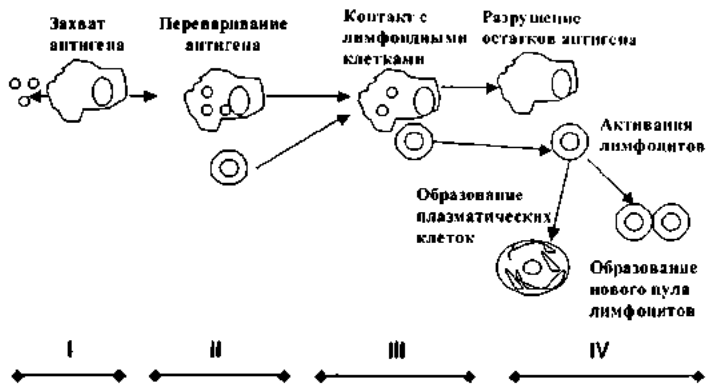 Захват
антигена
Переваривание
антигена
Контакт с
лимфоидными
клетками
Разрушение
остатков антигена
Активация
лимфоцитов
Образование
плазматических
клеток
Образование
нового пула
лимфоцитов
I
II
III
IV